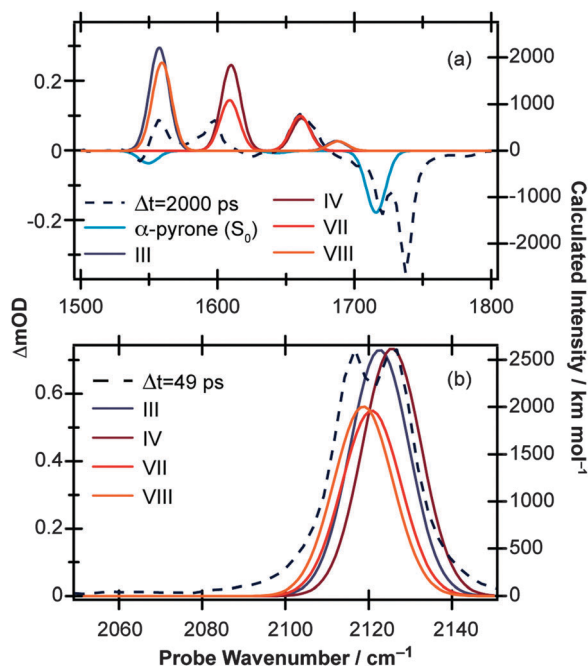 (a)
0.2
0
-0.2
2000
1000
0
-1000
-2000
Δt=2000 ps
α-pyrone (S₀)
III
IV
VII
VIII
1500
1600
1700
1800
ΔmOD
Calculated Intensity / km mol⁻¹
(b)
0.6
0.4
0.2
0
2500
2000
1500
1000
500
0
Δt=49 ps
III
IV
VII
VIII
2060
2080
2100
2120
2140
Probe Wavenumber / cm⁻¹